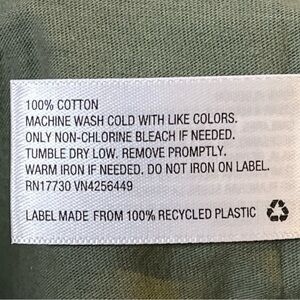 100% COTTON
MACHINE WASH COLD WITH LIKE COLORS.
ONLY NON-CHLORINE BLEACH IF NEEDED.
TUMBLE DRY LOW. REMOVE PROMPTLY.
WARM IRON IF NEEDED. DO NOT IRON ON LABEL.
RN17730 VN4256449
LABEL MADE FROM 100% RECYCLED PLASTIC